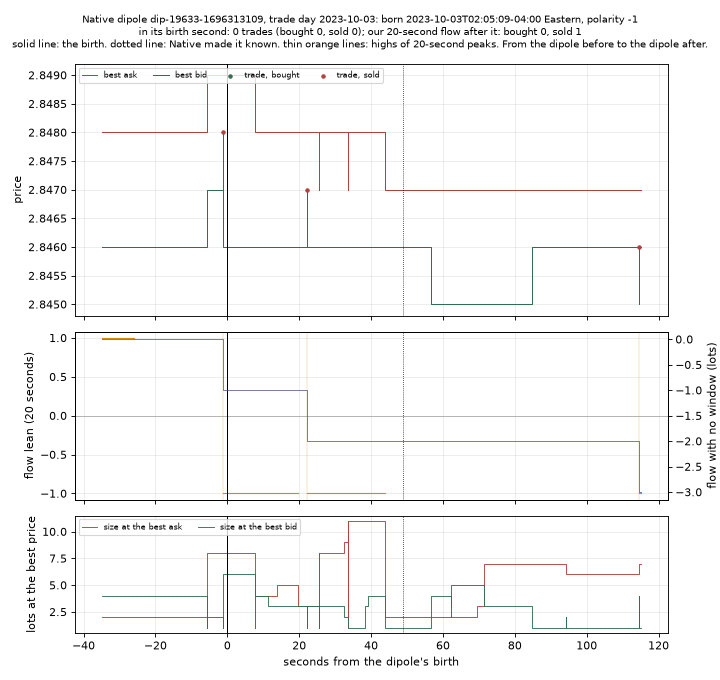 Native dipole dip-19633-1696313109, trade day 2023-10-03: born 2023-10-03T02:05:09-04:00 Eastern, polarity -1
in its birth second: 0 trades (bought 0, sold 0); our 20-second flow after it: bought 0, sold 1
solid line: the birth. dotted line: Native made it known. thin orange lines: highs of 20-second peaks. From the dipole before to the dipole after.
best ask best bid trade, bought trade, sold
2.8490
2.8485
2.8480
2.8475
2.8470
2.8465
2.8460
2.8455
2.8450
price
1.0
0.5
0.0
−0.5
−1.0
flow lean (20 seconds)
0.0
−0.5
−1.0
−1.5
−2.0
−2.5
−3.0
flow with no window (lots)
size at the best ask size at the best bid
10.0
7.5
5.0
2.5
lots at the best price
−40 −20 0 20 40 60 80 100 120
seconds from the dipole's birth